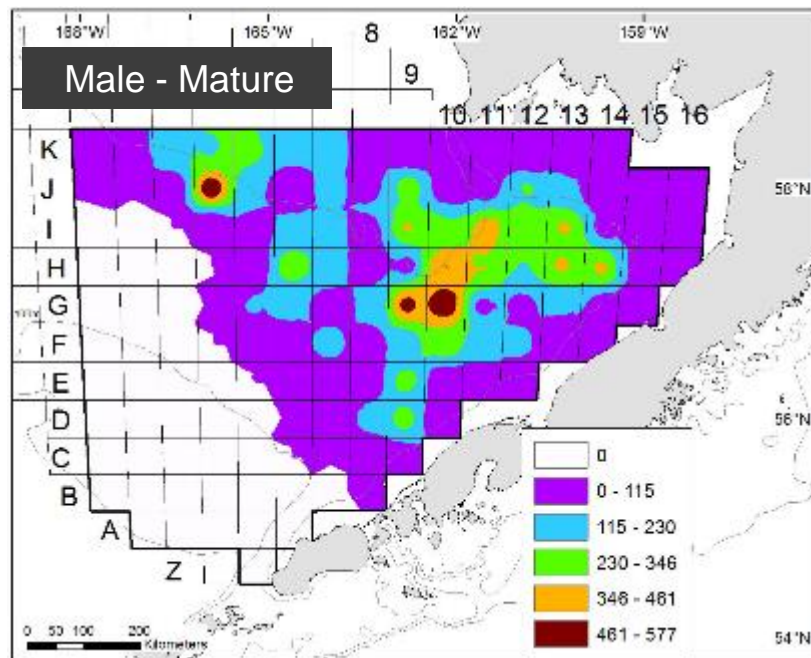 168°W 165°W 162°W 159°W
8
9
Male - Mature
10 11 12 13 14 15 16
K
J
58°N
I
H
G
F
E
D
56°N
C
B
A
Z
0
0 - 115
115 - 230
230 - 346
346 - 461
461 - 577
0 50 100 200
Kilometers
54°N